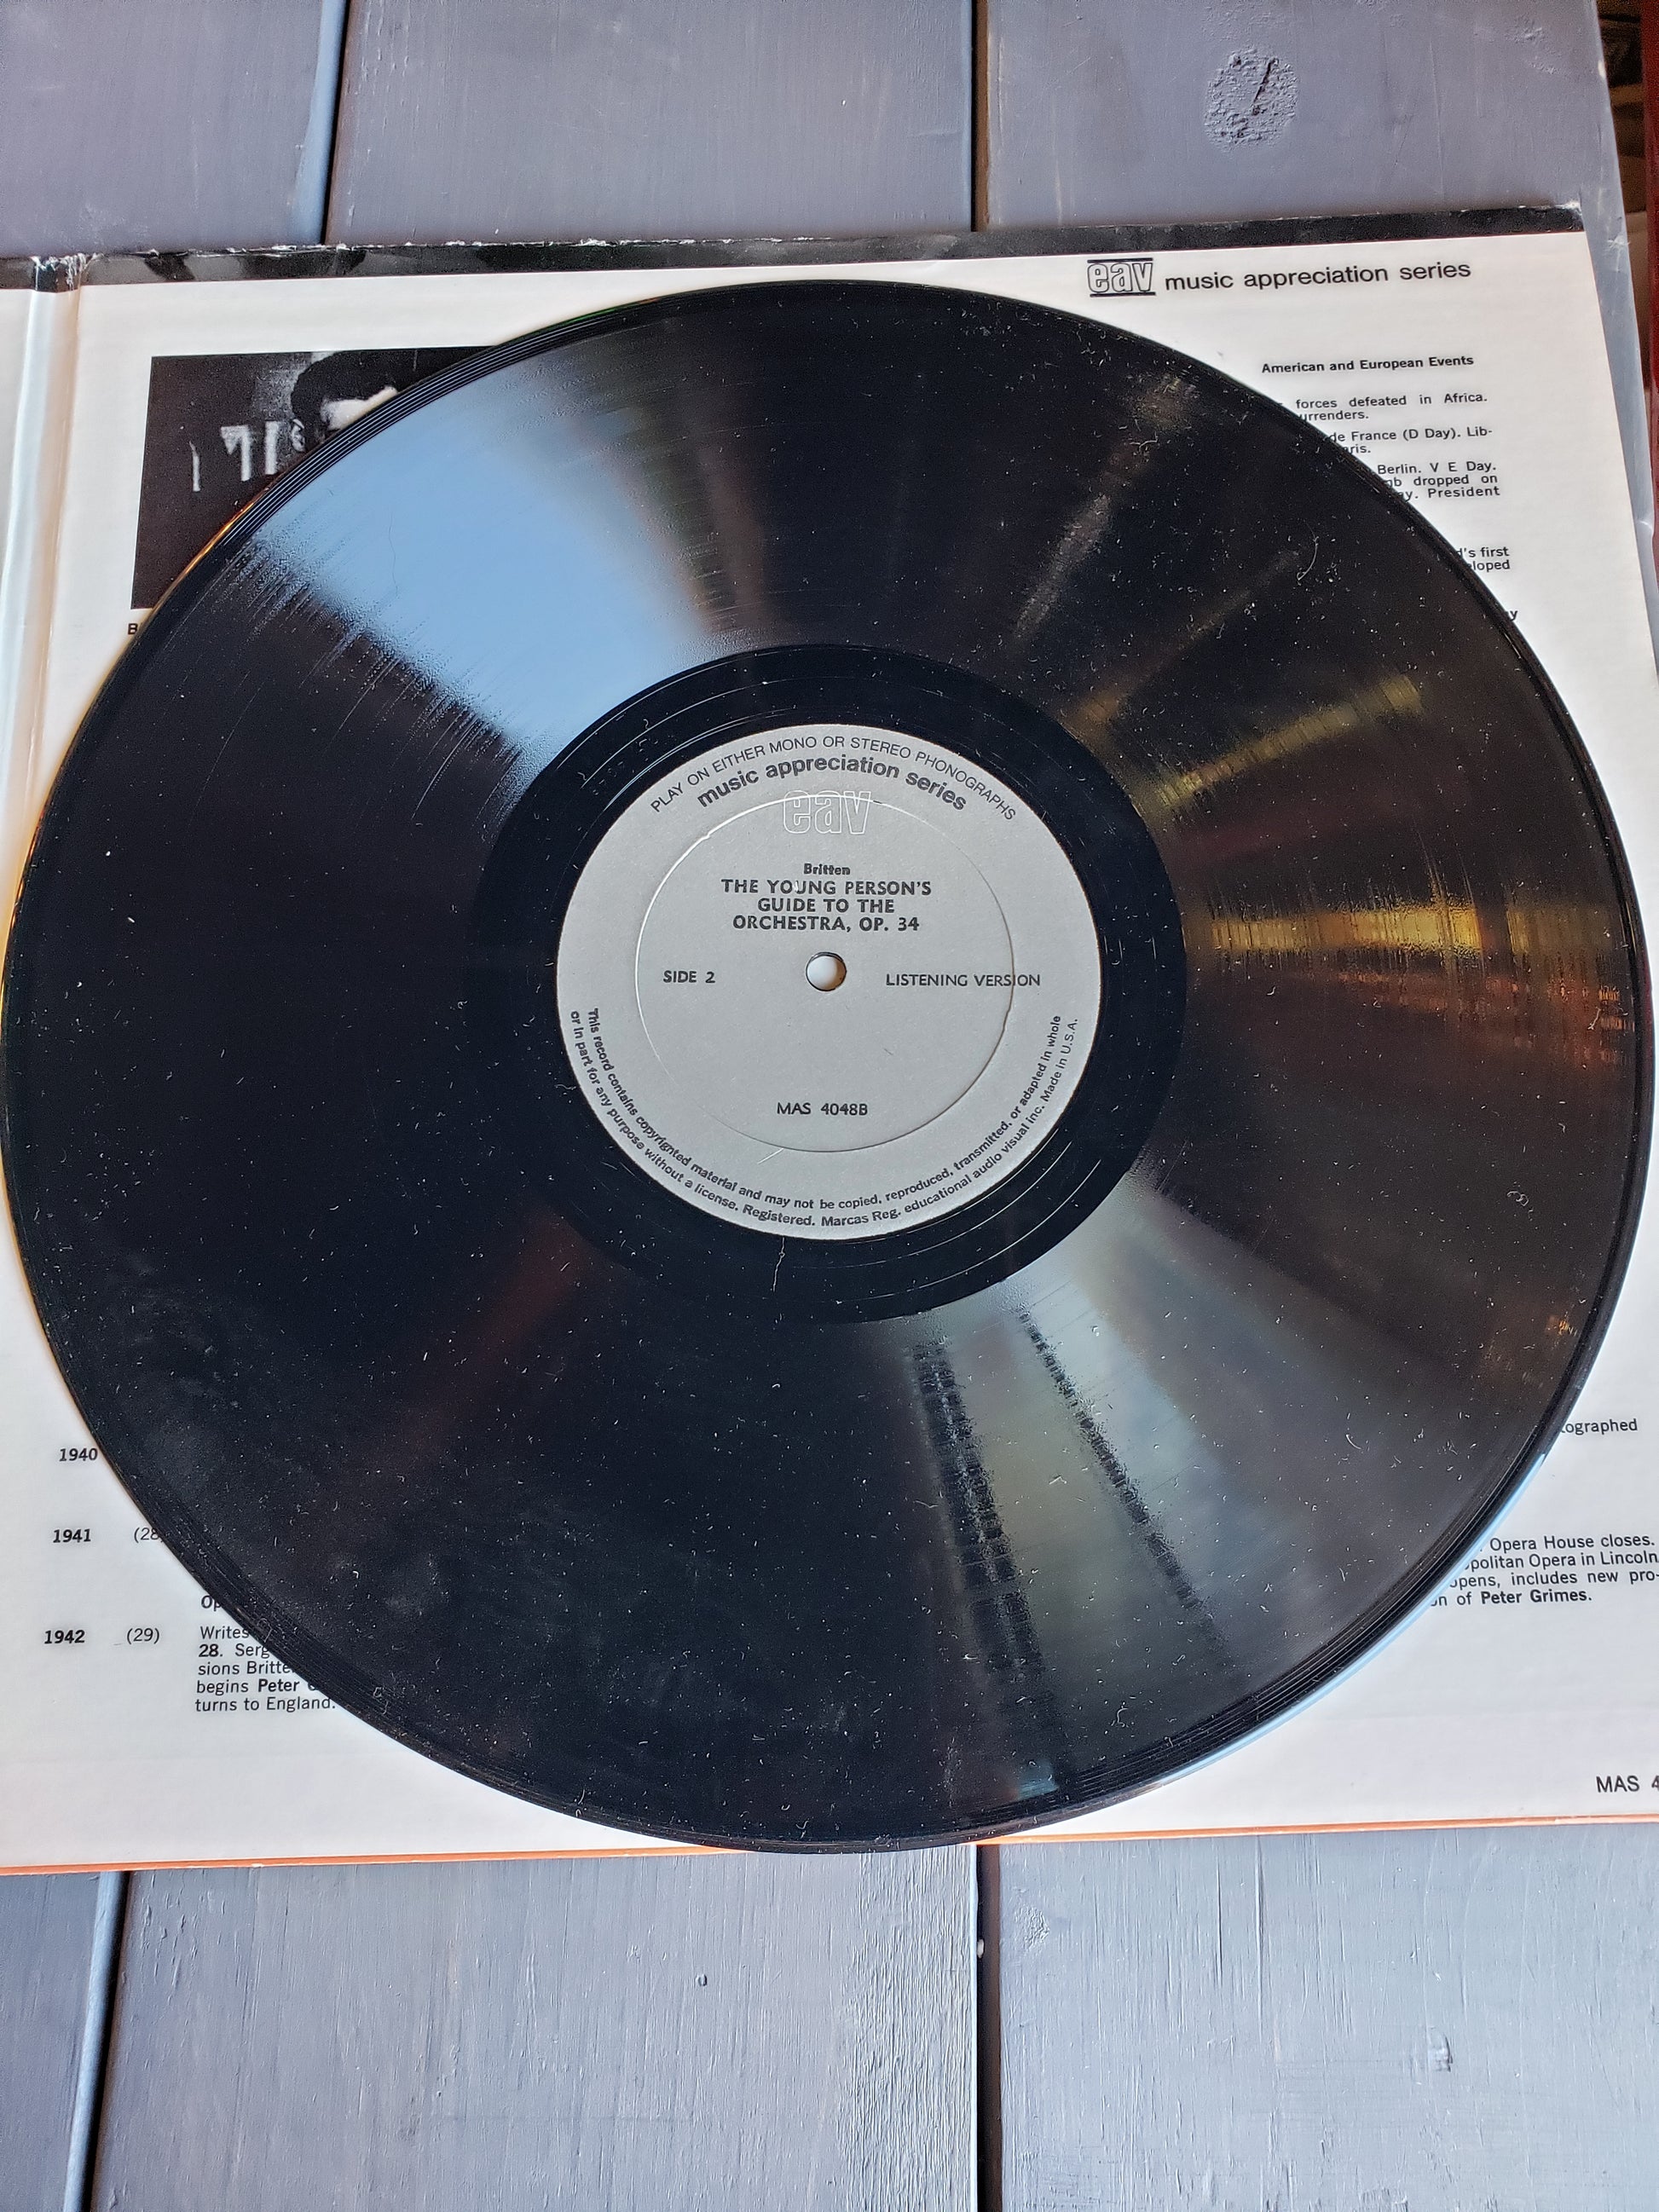 eav music appreciation series
American and European Events
forces defeated in Africa.
de France (D Day). Lib-
Berlin. V E Day.
dropped on
President
first
PLAY ON EITHER MONO OR STEREO PHONOGRAPHS
music appreciation series
eav
Britten
THE YOUNG PERSON'S
GUIDE TO THE
ORCHESTRA, OP. 34
SIDE 2 LISTENING VERSION
MAS 4048B
This record contains copyrighted material and may not be copied, reproduced, transmitted, or adapted in whole
or in part for any purpose without a license. Registered. Marcas Reg. educational audio visual inc. Made in U.S.A.
1940
1941 (28
1942 (29) Writes
28.
sions
begins Peter
turns to England.
Opera House closes.
Opera in Lincoln
opens, includes new pro-
of Peter Grimes.
MAS 4